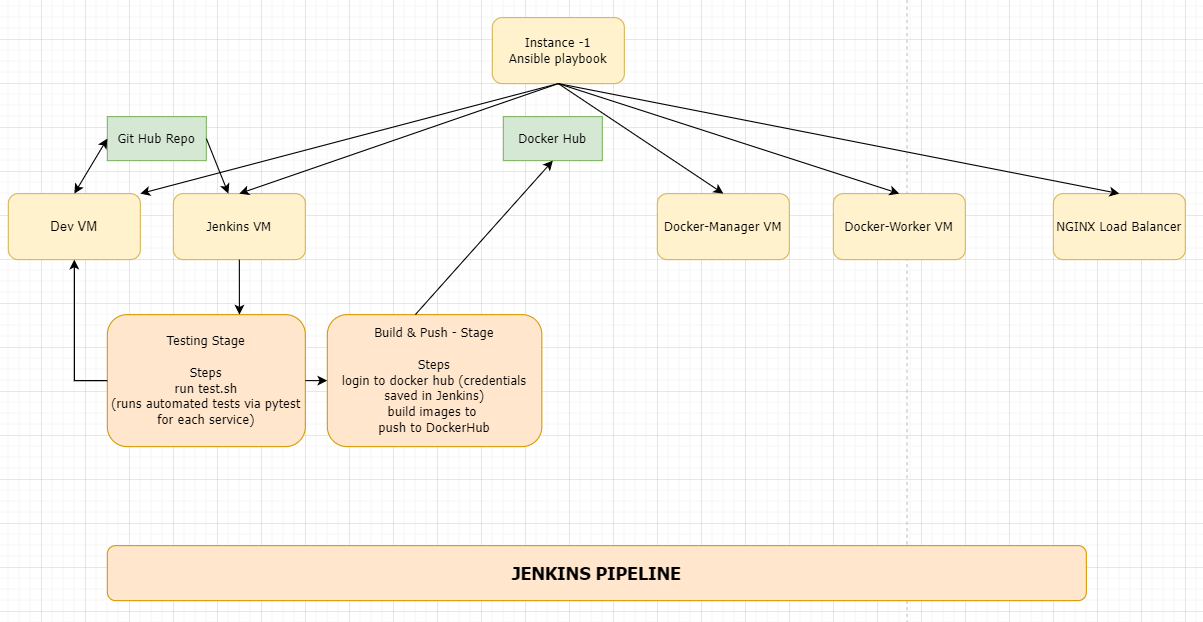 Instance -1
Ansible playbook
Git Hub Repo
Docker Hub
Dev VM
Jenkins VM
Docker-Manager VM
Docker-Worker VM
NGINX Load Balancer
Testing Stage
Steps
run test.sh
(runs automated tests via pytest
for each service)
Build & Push - Stage
Steps
login to docker hub (credentials
saved in Jenkins)
build images to
push to DockerHub
JENKINS PIPELINE